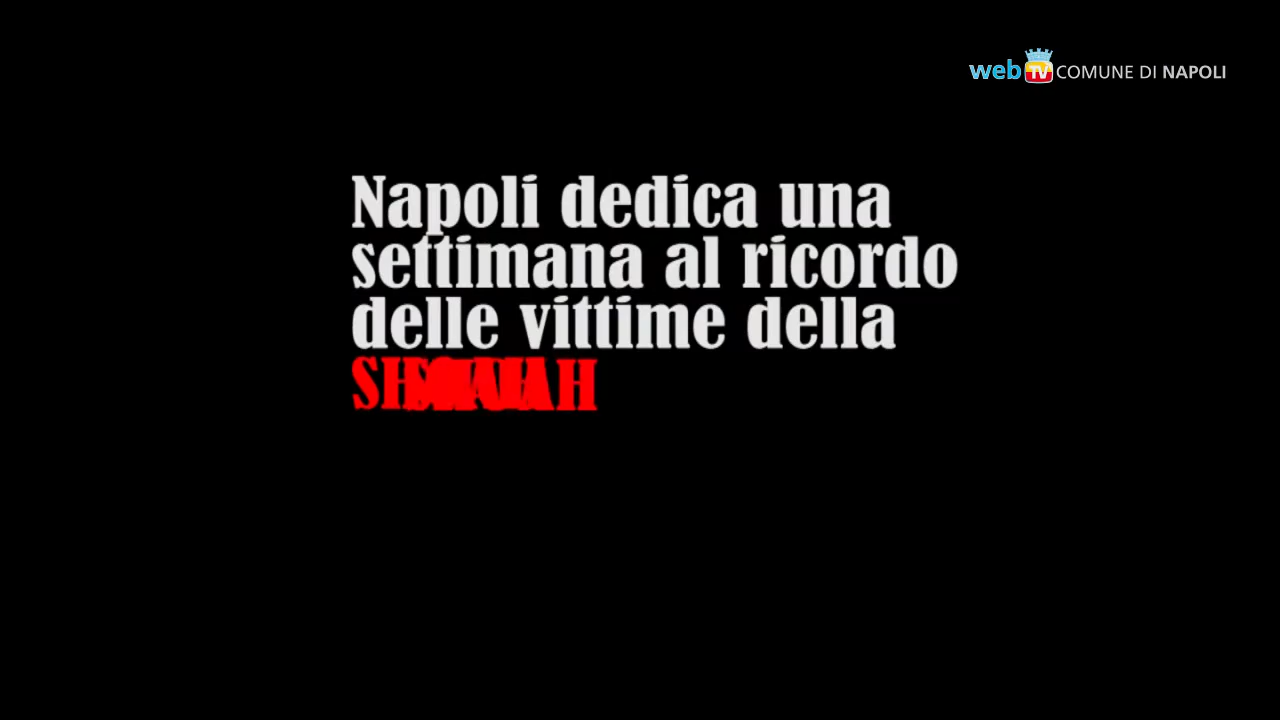 web TV COMUNE DI NAPOLI
Napoli dedica una
settimana al ricordo
delle vittime della